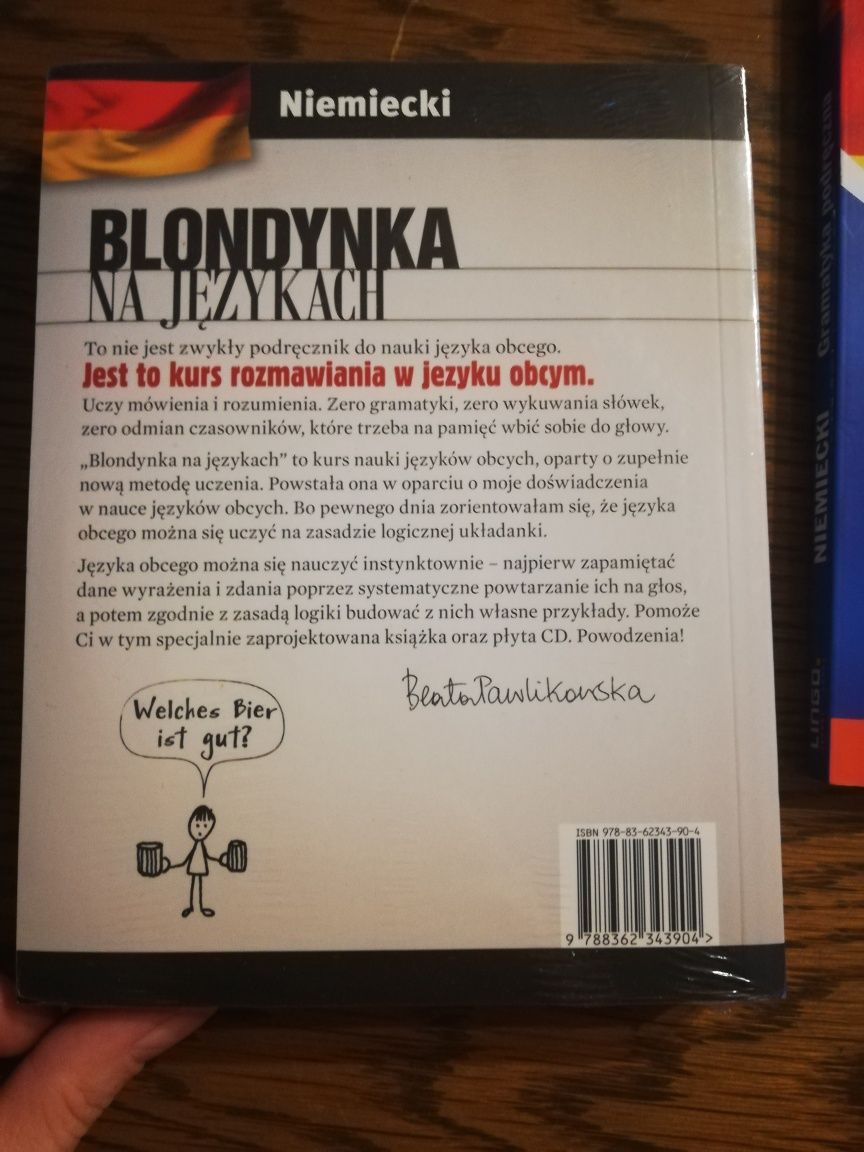 Niemiecki
BLONDYNKA
NA JĘZYKACH
To nie jest zwykły podręcznik do nauki języka obcego.
Jest to kurs rozmawiania w jezyku obcym.
Uczy mówienia i rozumienia. Zero gramatyki, zero wykuwania słówek,
zero odmian czasowników, które trzeba na pamięć wbić sobie do głowy.
„Blondynka na językach” to kurs nauki języków obcych, oparty o zupełnie
nową metodę uczenia. Powstała ona w oparciu o moje doświadczenia
w nauce języków obcych. Bo pewnego dnia zorientowałam się, że języka
obcego można się uczyć na zasadzie logicznej układanki.
Języka obcego można się nauczyć instynktownie – najpierw zapamiętać
dane wyrażenia i zdania poprzez systematyczne powtarzanie ich na głos,
a potem zgodnie z zasadą logiki budować z nich własne przykłady. Pomoże
Ci w tym specjalnie zaprojektowana książka oraz płyta CD. Powodzenia!
Beata Pawlikowska
Welches Bier
ist gut?
ISBN 978-83-62343-90-4
9 788362 343904 >
LINGO
NIEMIECKI Gramatyka podręczna